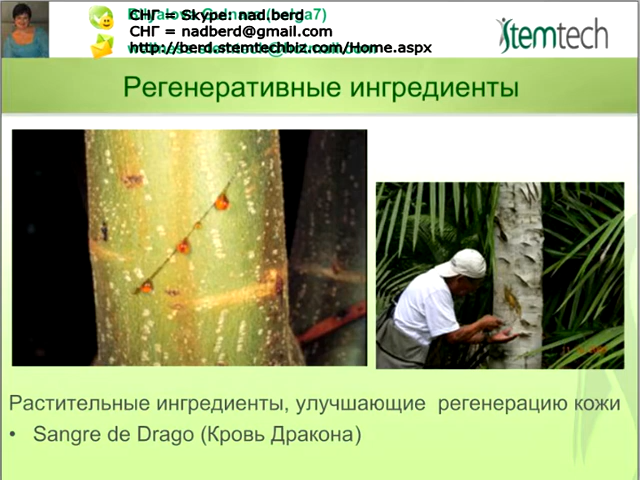 СНГ = Skype: nad.berd
СНГ = nadberd@gmail.com
http://berd.stemtechbiz.com/Home.aspx
stemtech
Регенеративные ингредиенты
Растительные ингредиенты, улучшающие регенерацию кожи
• Sangre de Drago (Кровь Дракона)